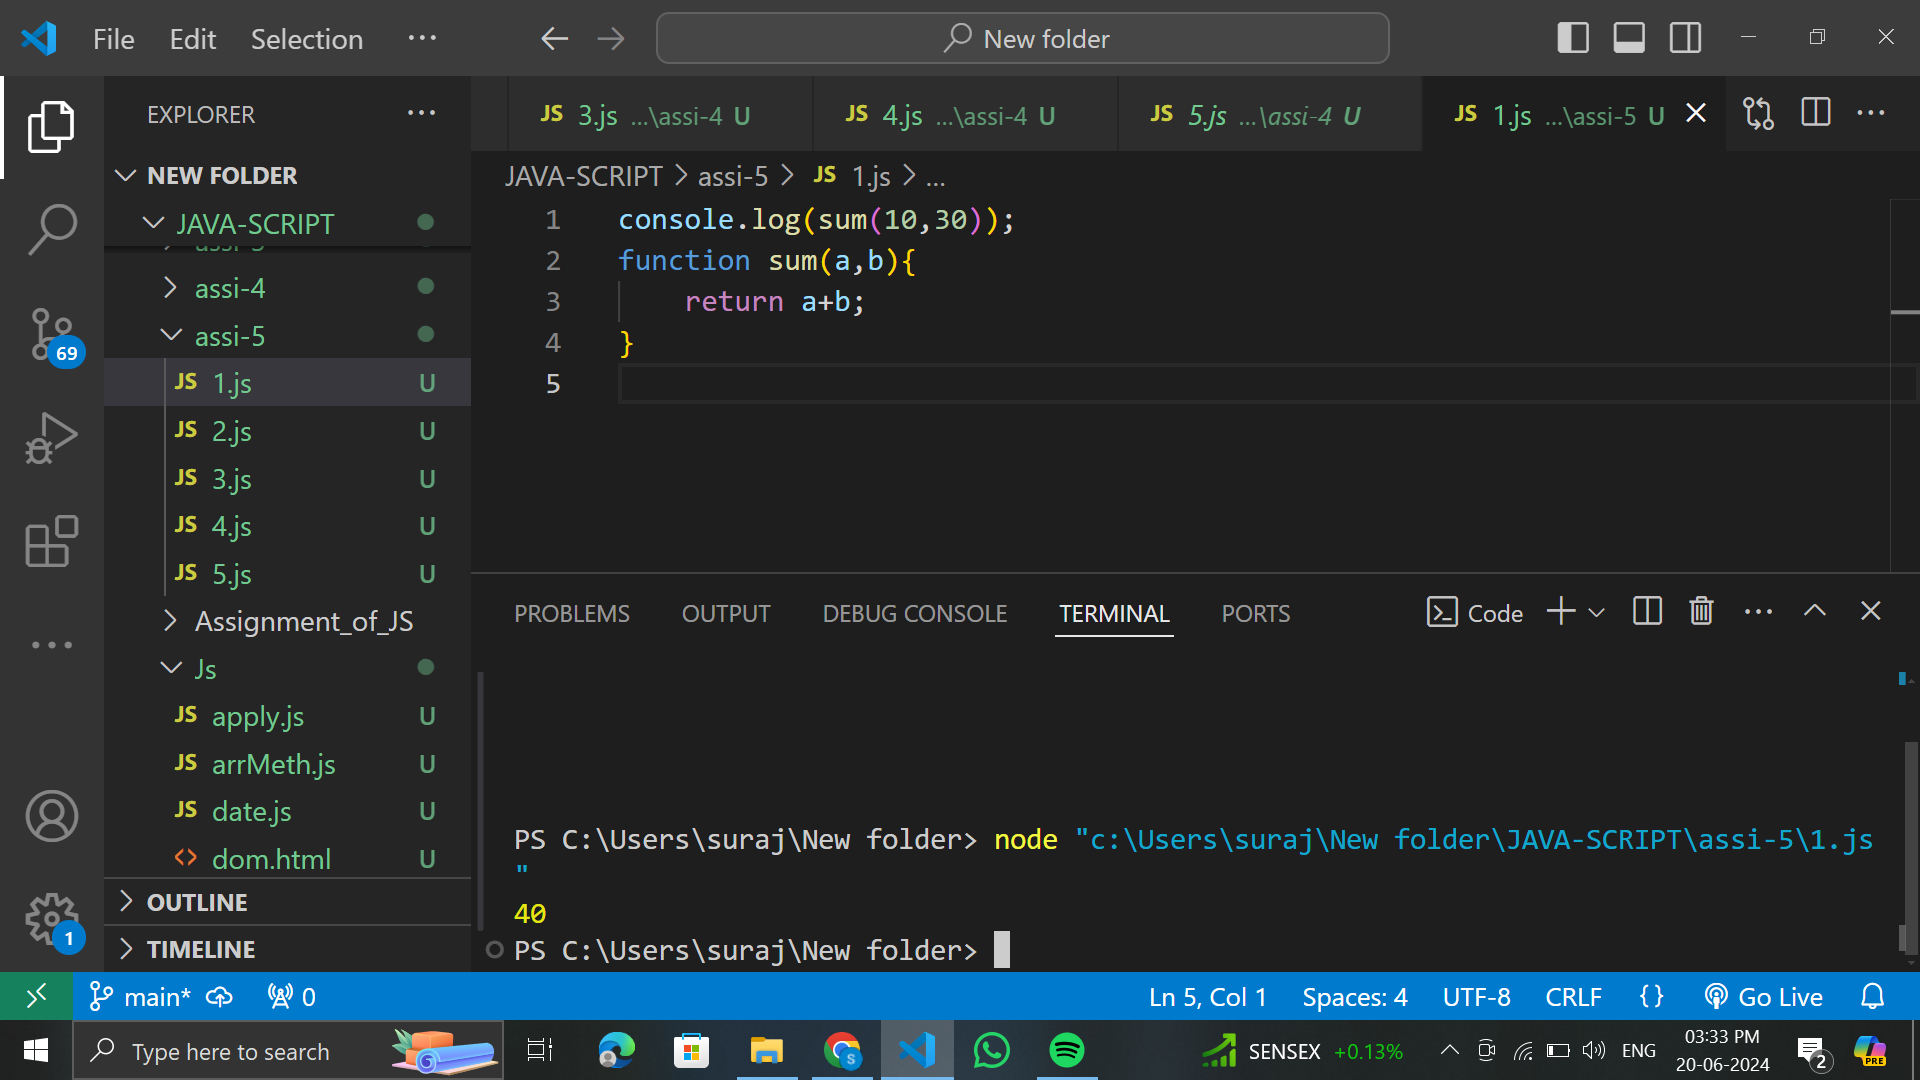 File Edit Selection ...
New folder
EXPLORER ...
NEW FOLDER
JAVA-SCRIPT
assi-4
assi-5
JS 1.js U
JS 2.js U
JS 3.js U
JS 4.js U
JS 5.js U
Assignment_of_JS
Js
JS apply.js U
JS arrMeth.js U
JS date.js U
<> dom.html U
OUTLINE
TIMELINE
69
1
JS 3.js ...\assi-4 U
JS 4.js ...\assi-4 U
JS 5.js ...\assi-4 U
JS 1.js ...\assi-5 U
JAVA-SCRIPT > assi-5 > JS 1.js > ...
1 console.log(sum(10,30));
2 function sum(a,b){
3 return a+b;
4 }
5
PROBLEMS OUTPUT DEBUG CONSOLE TERMINAL PORTS Code
PS C:\Users\suraj\New folder> node "c:\Users\suraj\New folder\JAVA-SCRIPT\assi-5\1.js
"
40
PS C:\Users\suraj\New folder>
main* 0 Ln 5, Col 1 Spaces: 4 UTF-8 CRLF {} Go Live
Type here to search
S
SENSEX +0.13%
ENG
03:33 PM
20-06-2024
2
PRE